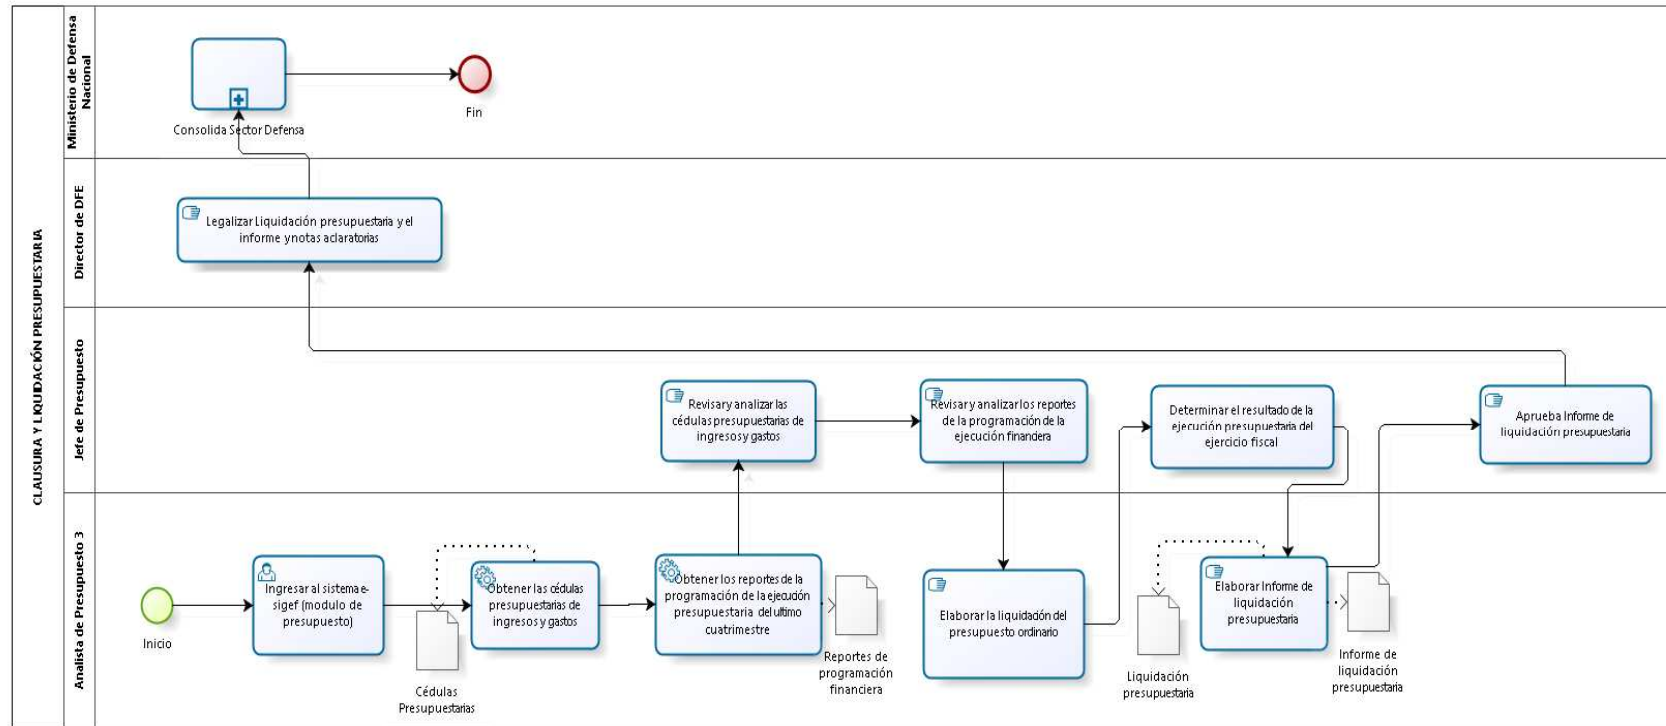 CLAUSURA Y LIQUIDACIÓN PRESUPUESTARIA
Ministerio de Defensa
Nacional
Consolida Sector Defensa
Fin
Director de DFE
Legalizar Liquidación presupuestaria y el
informe y notas aclaratorias
Jefe de Presupuesto
Revisar y analizar las
cédulas presupuestarias de
ingresos y gastos
Revisar y analizar los reportes
de la programación de la
ejecución financiera
Determinar el resultado de la
ejecución presupuestaria del
ejercicio fiscal
Aprueba Informe de
liquidación presupuestaria
Analista de Presupuesto 3
Inicio
Ingresar al sistema e-
sigef (modulo de
presupuesto)
Cédulas
Presupuestarias
Obtener las cédulas
presupuestarias de
ingresos y gastos
Obtener los reportes de la
programación de la ejecución
presupuestaria del ultimo
cuatrimestre
Reportes de
programación
financiera
Elaborar la liquidación del
presupuesto ordinario
Liquidación
presupuestaria
Elaborar Informe de
liquidación
presupuestaria
Informe de
liquidación
presupuestaria